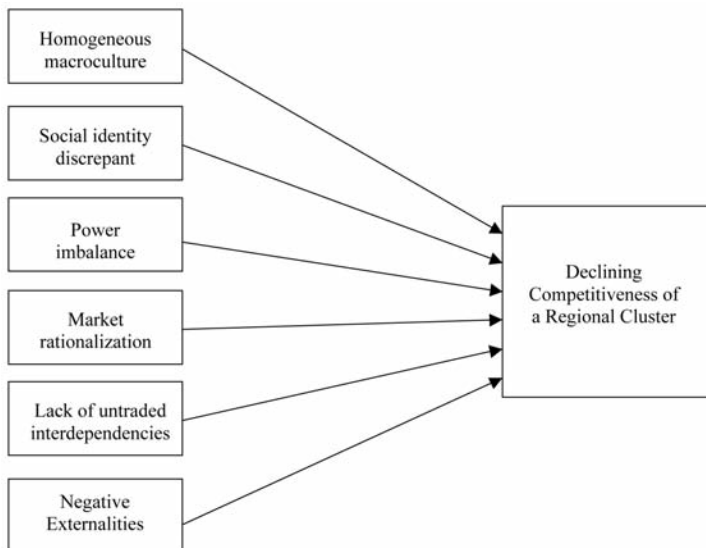 Homogeneous
macroculture
Social identity
discrepant
Power
imbalance
Market
rationalization
Lack of untraded
interdependencies
Negative
Externalities
Declining
Competitiveness of
a Regional Cluster